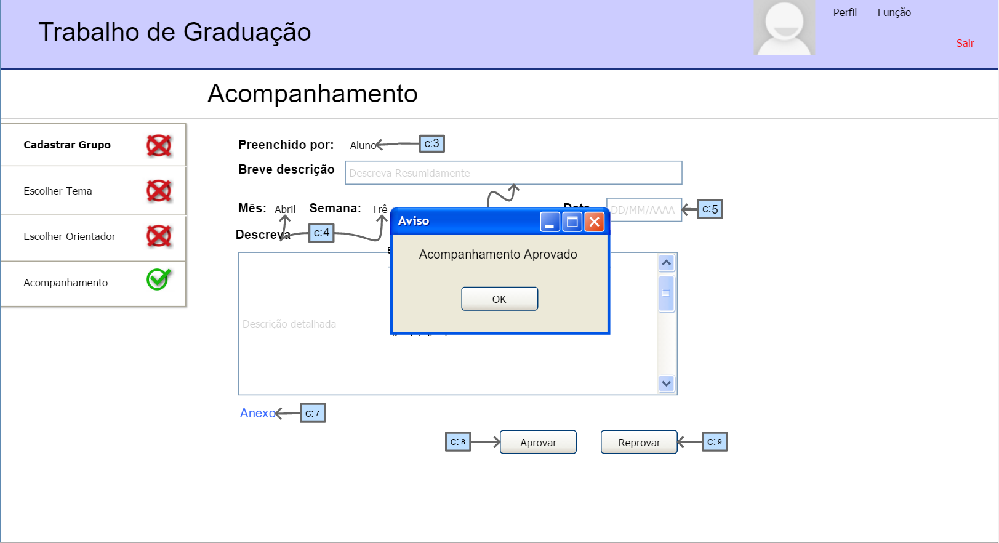 Trabalho de Graduação
Perfil
Função
Sair
Acompanhamento
Cadastrar Grupo
Escolher Tema
Escolher Orientador
Acompanhamento
Preenchido por: Aluno c:3
Breve descrição Descreva Resumidamente
Mês: Abril Semana: Trê DD/MM/AAAA c:5
Descreva c:4
Aviso
Acompanhamento Aprovado
OK
Descrição detalhada
Anexo c:7
c:8 Aprovar Reprovar c:9